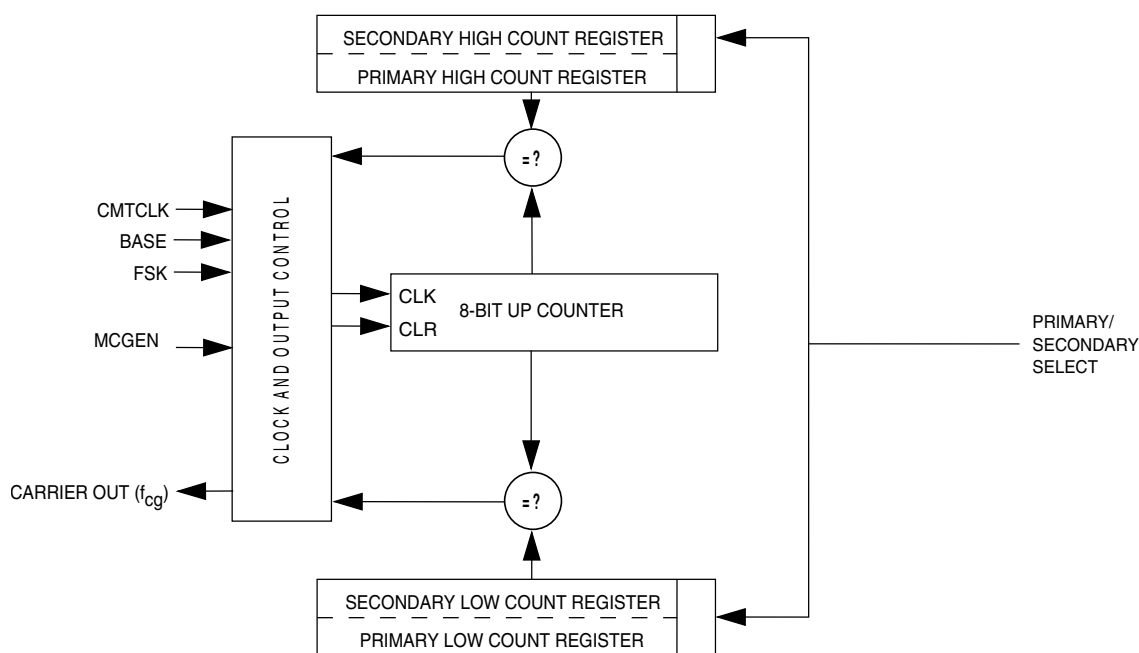 SECONDARY HIGH COUNT REGISTER
PRIMARY HIGH COUNT REGISTER
= ?
CMTCLK
BASE
FSK
MCGEN
CARRIER OUT (fcg)
CLOCK AND OUTPUT CONTROL
CLK
CLR
8-BIT UP COUNTER
PRIMARY/
SECONDARY
SELECT
= ?
SECONDARY LOW COUNT REGISTER
PRIMARY LOW COUNT REGISTER